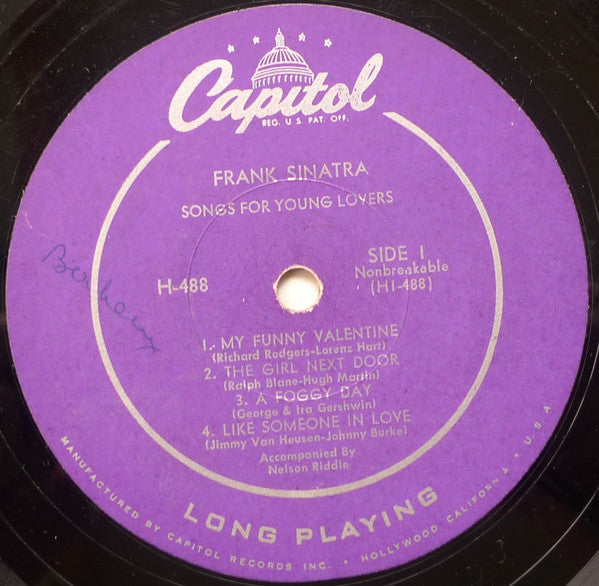 Capitol
REG. U.S. PAT. OFF.
FRANK SINATRA
SONGS FOR YOUNG LOVERS
H-488
SIDE 1
Nonbreakable
(H1-488)
1. MY FUNNY VALENTINE
(Richard Rodgers-Lorenz Hart)
2. THE GIRL NEXT DOOR
(Ralph Blane-Hugh Martin)
3. A FOGGY DAY
(George & Ira Gershwin)
4. LIKE SOMEONE IN LOVE
(Jimmy Van Heusen-Johnny Burke)
Accompanied By
Nelson Riddle
LONG PLAYING
MANUFACTURED BY CAPITOL RECORDS INC. • HOLLYWOOD, CALIFORNIA • U.S.A.